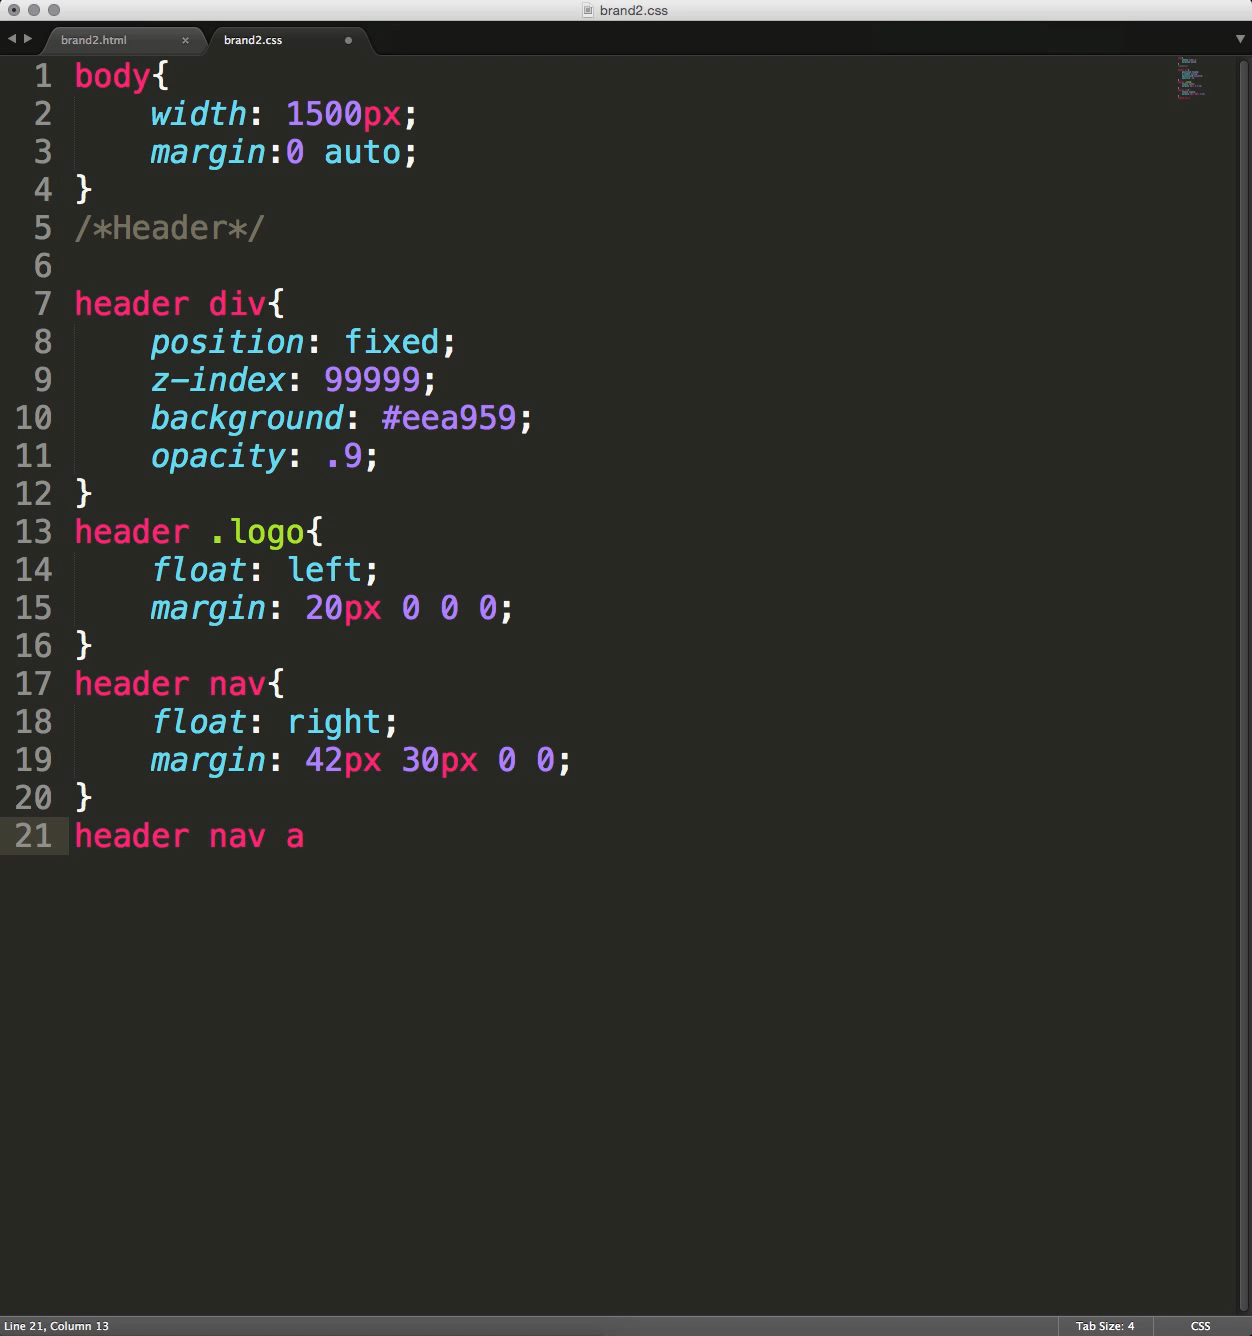 brand2.css
brand2.html × brand2.css
1 body{
2 width: 1500px;
3 margin:0 auto;
4 }
5 /*Header*/
6
7 header div{
8 position: fixed;
9 z-index: 99999;
10 background: #eea959;
11 opacity: .9;
12 }
13 header .logo{
14 float: left;
15 margin: 20px 0 0 0;
16 }
17 header nav{
18 float: right;
19 margin: 42px 30px 0 0;
20 }
21 header nav a
Line 21, Column 13 Tab Size: 4 CSS